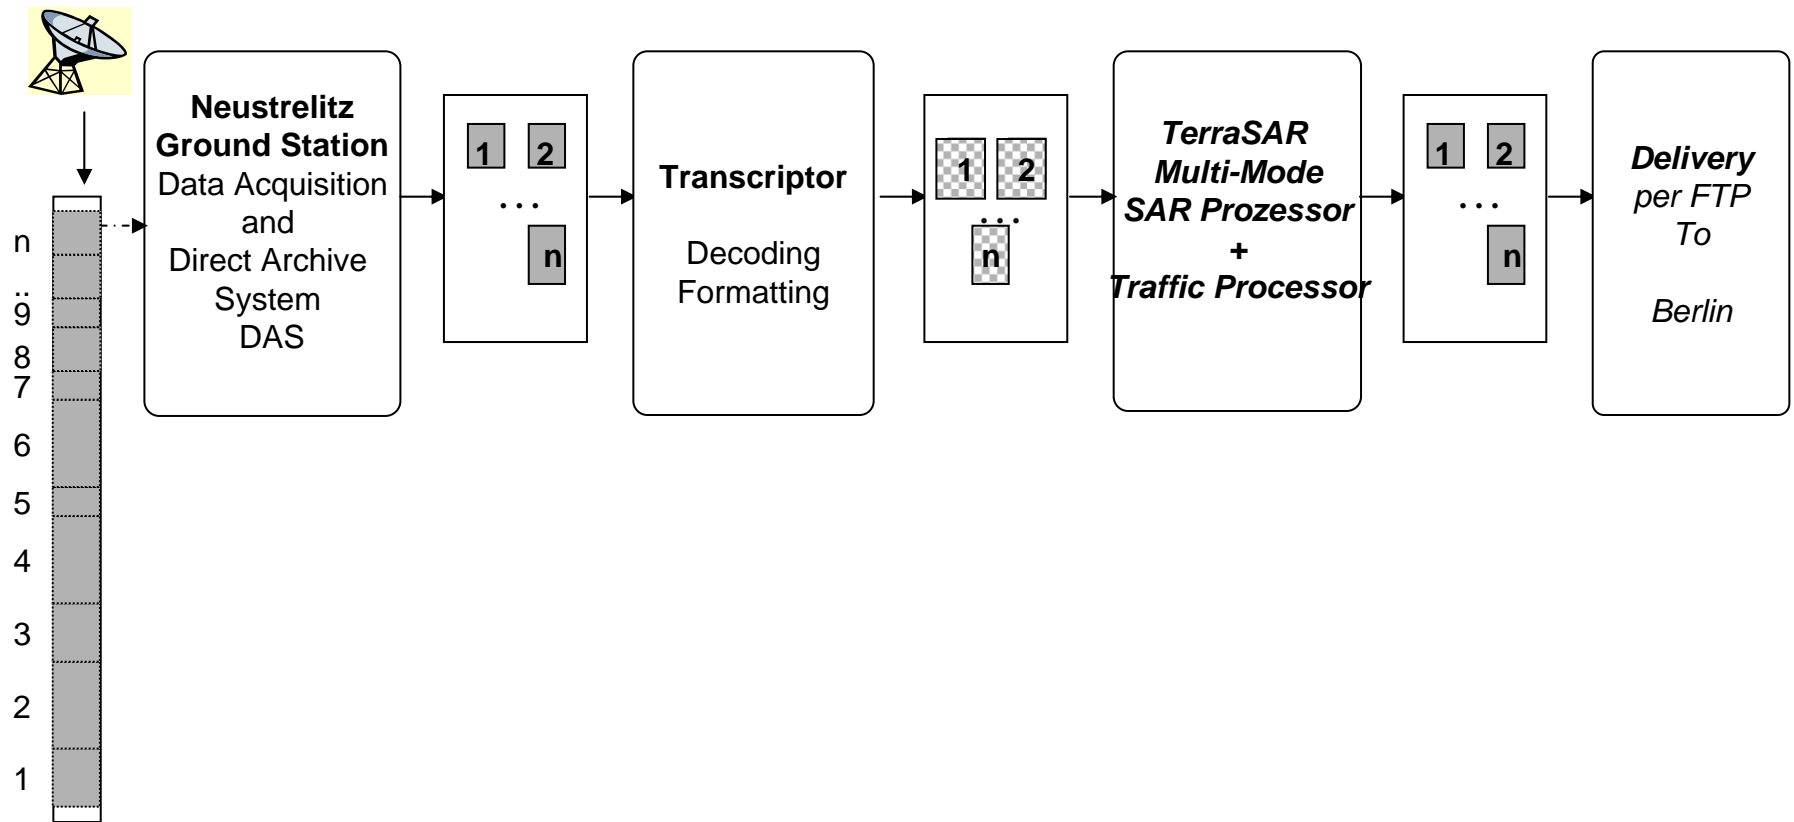 Neustrelitz
Ground Station
Data Acquisition
and
Direct Archive
System
DAS
1 2
...
n
Transcriptor
Decoding
Formatting
1 2
...
n
TerraSAR
Multi-Mode
SAR Prozessor
+
Traffic Processor
1 2
...
n
Delivery
per FTP
To
Berlin
n
..
9
8
7
6
5
4
3
2
1